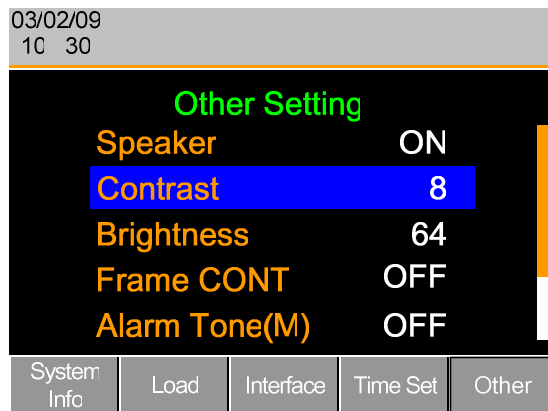 03/02/09
10 30
Other Setting
Speaker ON
Contrast 8
Brightness 64
Frame CONT OFF
Alarm Tone(M) OFF
System Info Load Interface Time Set Other